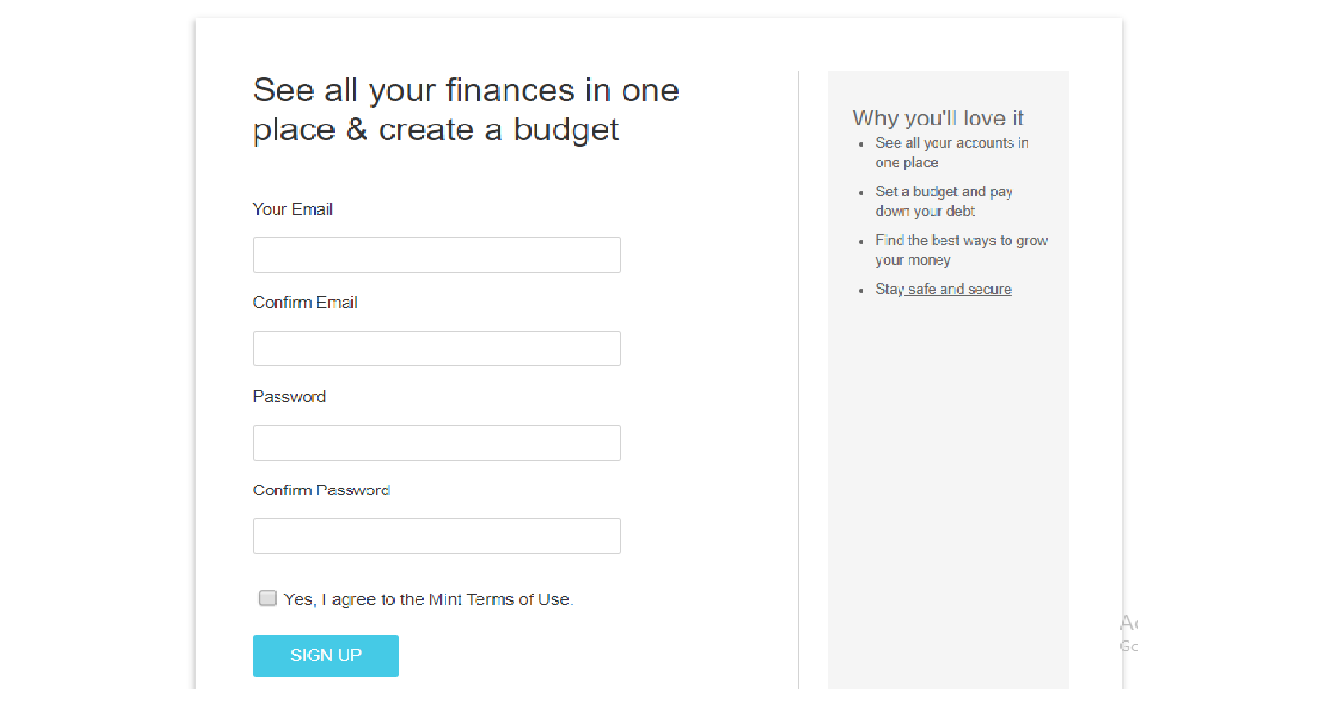 See all your finances in one
place & create a budget
Your Email
Confirm Email
Password
Confirm Password
Yes, I agree to the Mint Terms of Use.
SIGN UP
Why you'll love it
See all your accounts in
one place
Set a budget and pay
down your debt
Find the best ways to grow
your money
Stay safe and secure